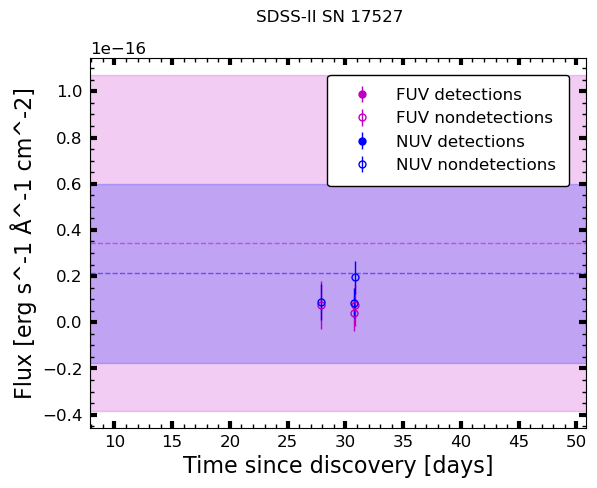 SDSS-II SN 17527
1e−16
FUV detections
FUV nondetections
NUV detections
NUV nondetections
1.0
0.8
0.6
0.4
0.2
0.0
−0.2
−0.4
Flux [erg s^-1 Å^-1 cm^-2]
10 15 20 25 30 35 40 45 50
Time since discovery [days]